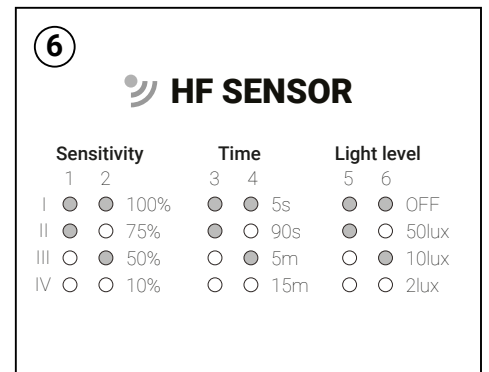 6
HF SENSOR
Sensitivity Time Light level
1 2 3 4 5 6
I 100% 5s OFF
II 75% 90s 50lux
III 50% 5m 10lux
IV 10% 15m 2lux